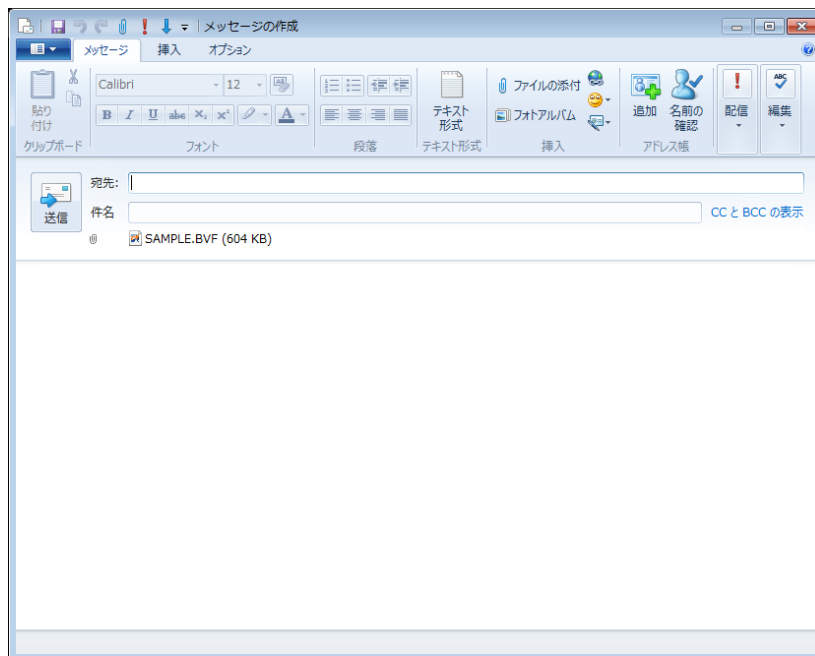 メッセージの作成
メッセージ 挿入 オプション
貼り付け
クリップボード
Calibri 12
B I U abc X₂ X² A
フォント
段落
テキスト形式
テキスト形式
ファイルの添付
フォトアルバム
挿入
追加 名前の確認
アドレス帳
配信
ABC
編集
宛先:
送信
件名
CC と BCC の表示
SAMPLE.BVF (604 KB)